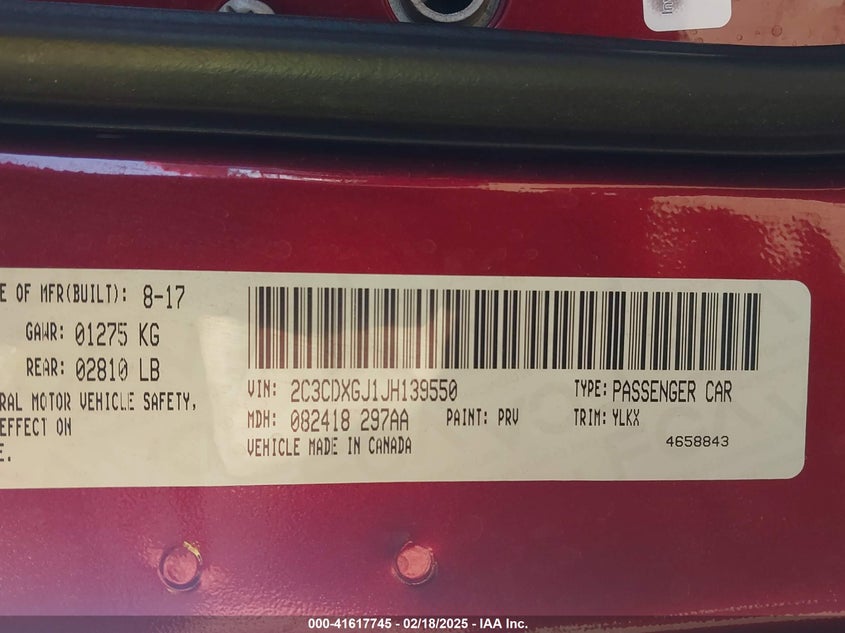 E OF MFR(BUILT): 8-17
GAWR: 01275 KG
REAR: 02810 LB
RAL MOTOR VEHICLE SAFETY,
EFFECT ON
E.
VIN: 2C3CDXGJ1JH139550 TYPE: PASSENGER CAR
MDH: 082418 297AA PAINT: PRV TRIM: YLKX
VEHICLE MADE IN CANADA 4658843
000-41617745 - 02/18/2025 - IAA Inc.